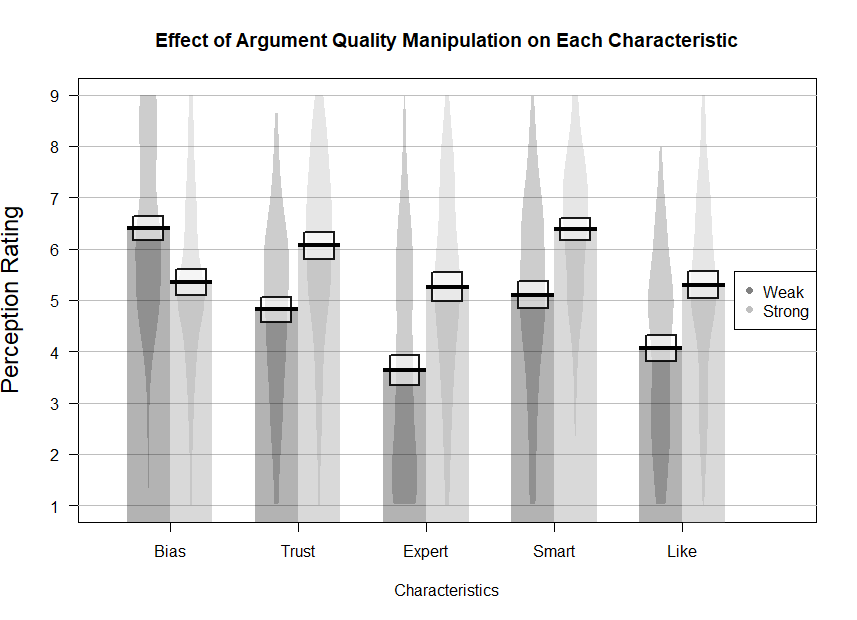 Effect of Argument Quality Manipulation on Each Characteristic
Perception Rating
9
8
7
6
5
4
3
2
1
Weak
Strong
Bias Trust Expert Smart Like
Characteristics